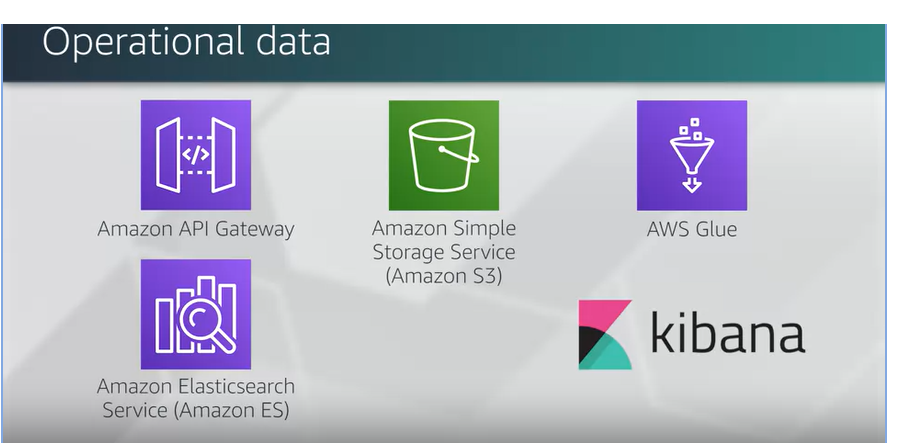 Operational data
</>
Amazon API Gateway
Amazon Simple
Storage Service
(Amazon S3)
AWS Glue
Amazon Elasticsearch
Service (Amazon ES)
kibana